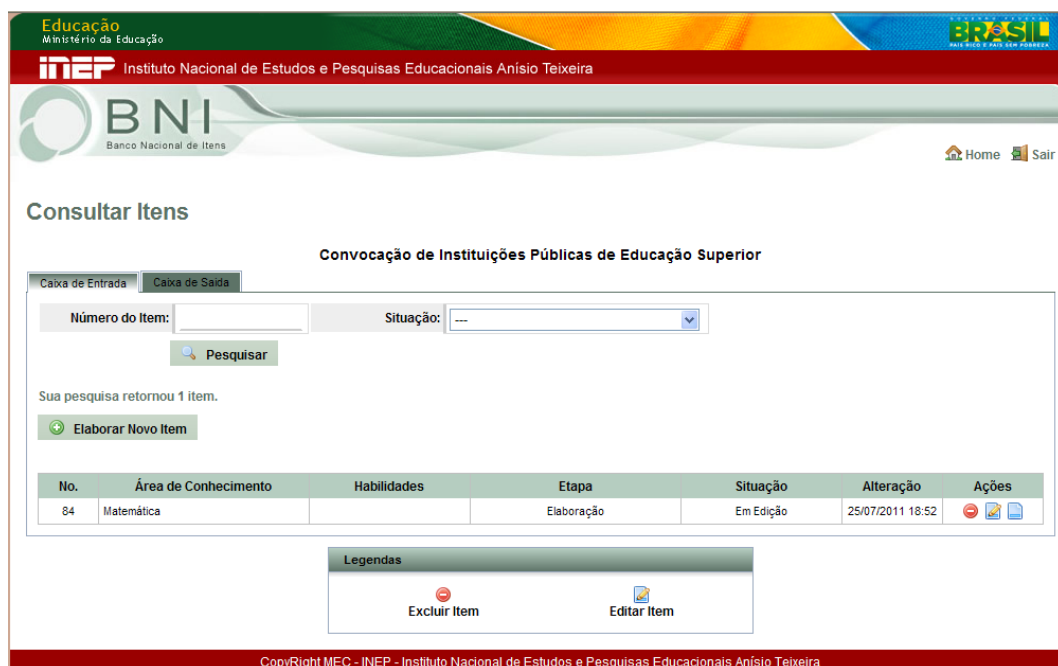 Educação
Ministério da Educação
GOVERNO FEDERAL
BRASIL
PAÍS RICO É PAÍS SEM POBREZA
INEP Instituto Nacional de Estudos e Pesquisas Educacionais Anísio Teixeira
BNI
Banco Nacional de Itens
Home Sair
Consultar Itens
Convocação de Instituições Públicas de Educação Superior
Caixa de Entrada Caixa de Saida
Número do Item: Situação: ---
Pesquisar
Sua pesquisa retornou 1 item.
Elaborar Novo Item
No. Área de Conhecimento Habilidades Etapa Situação Alteração Ações
84 Matemática Elaboração Em Edição 25/07/2011 18:52
Legendas
Excluir Item Editar Item
CopyRight MEC - INEP - Instituto Nacional de Estudos e Pesquisas Educacionais Anísio Teixeira